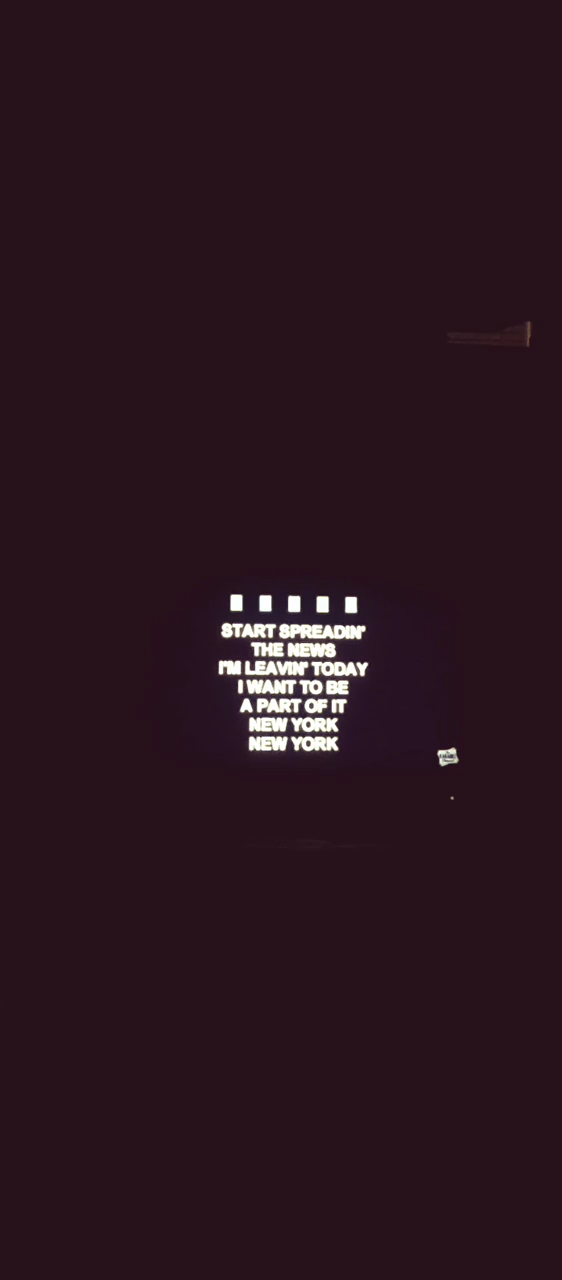 START SPREADIN'
THE NEWS
I'M LEAVIN' TODAY
I WANT TO BE
A PART OF IT
NEW YORK
NEW YORK